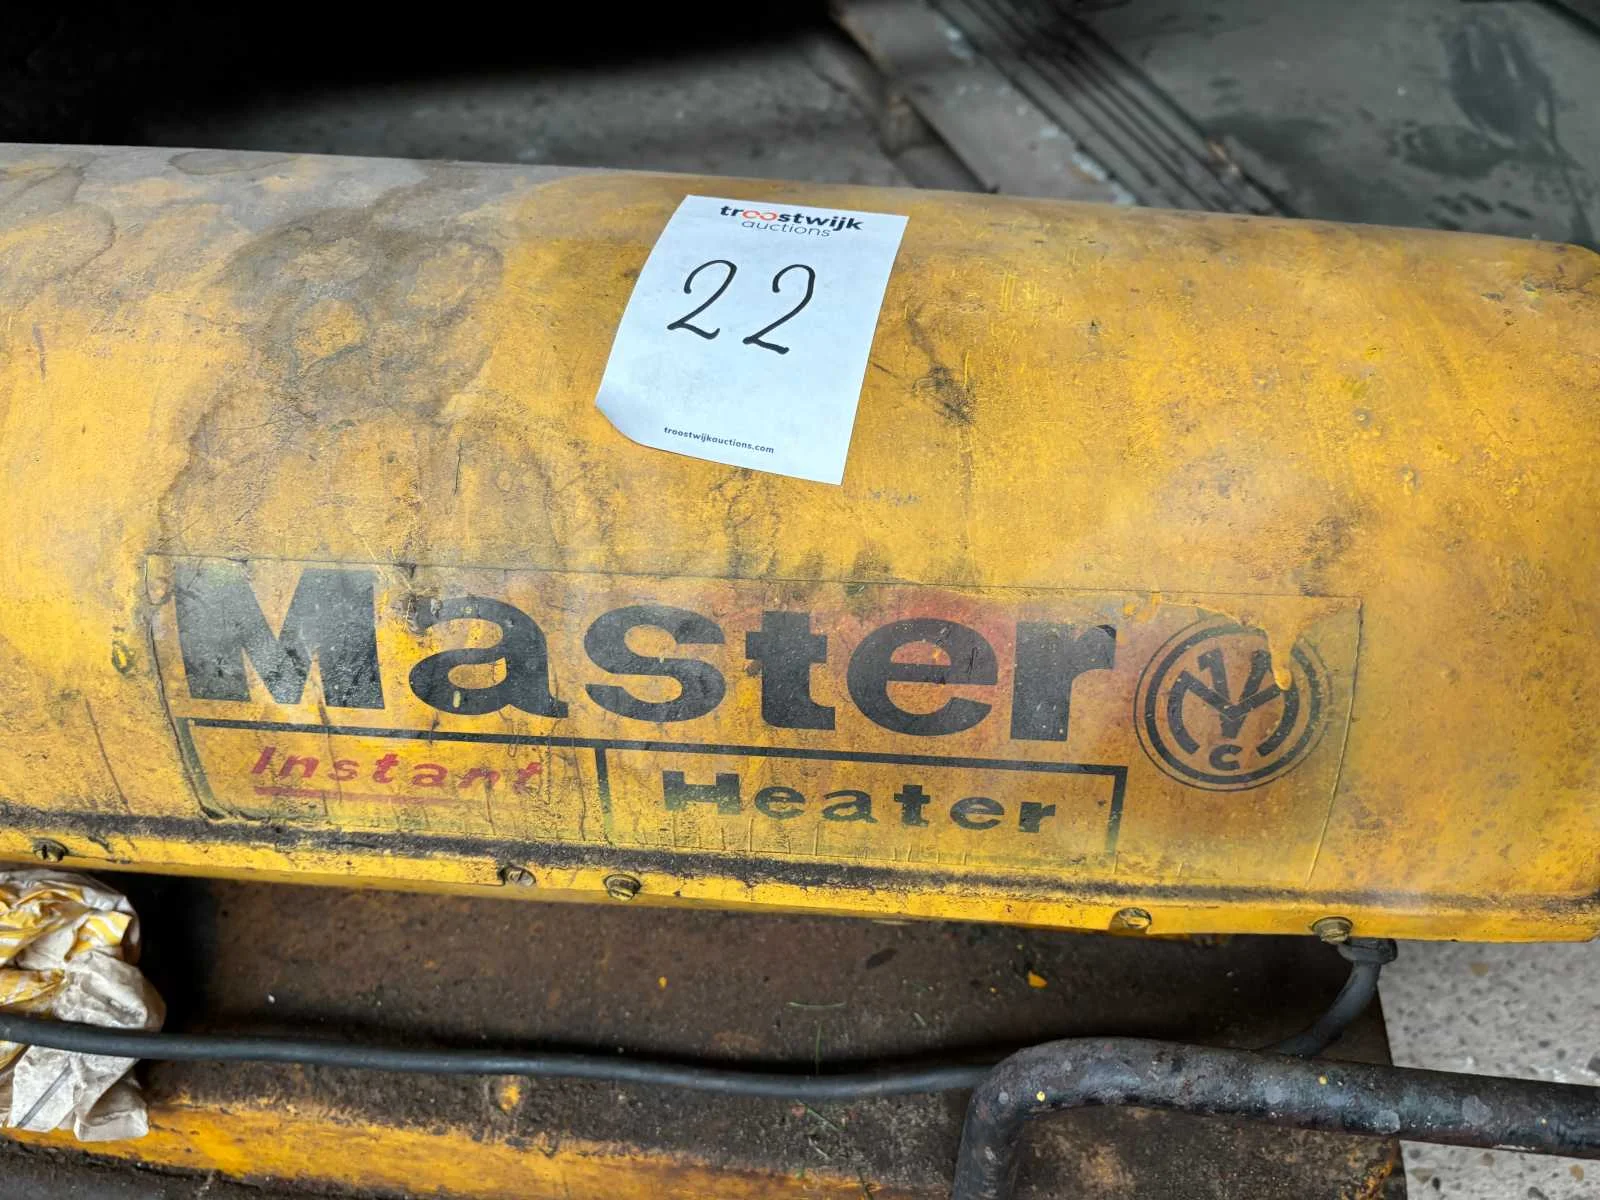 troostwijk
auctions
22
troostwijkauctions.com
Master
Instant
Heater
C